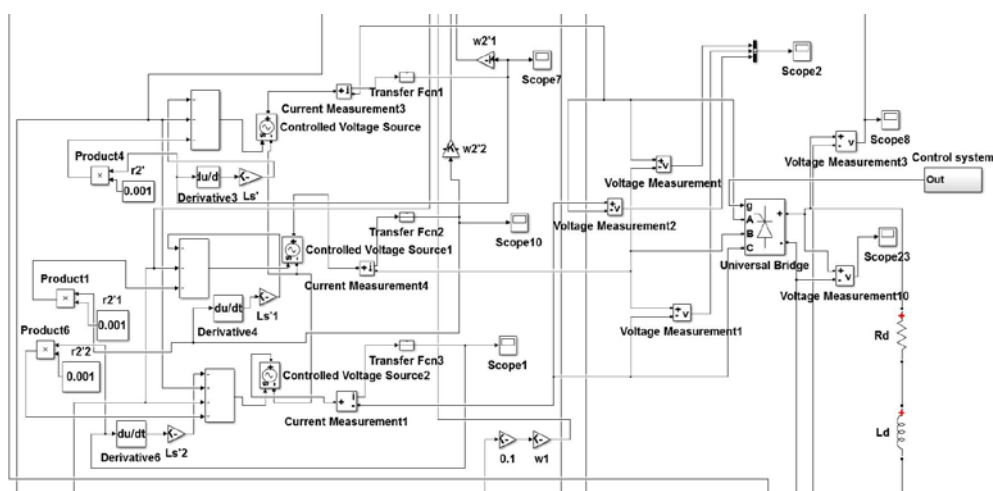 w2'1
Scope7
Transfer Fcn1
Current Measurement3
Controlled Voltage Source
Scope2
Scope8
Voltage Measurement3
Control system
Out
Product4
r2'
0.001
du/dt
Derivative3
Ls'
w2'2
Voltage Measurement
Voltage Measurement2
g
A
B
C
Universal Bridge
Transfer Fcn2
Scope10
Controlled Voltage Source1
Current Measurement4
Scope23
Voltage Measurement10
Product1
r2'1
0.001
du/dt
Derivative4
Ls'1
Voltage Measurement1
Rd
Product6
r2'2
0.001
Transfer Fcn3
Scope1
Controlled Voltage Source2
Current Measurement1
du/dt
Derivative6
Ls'2
0.1
w1
Ld